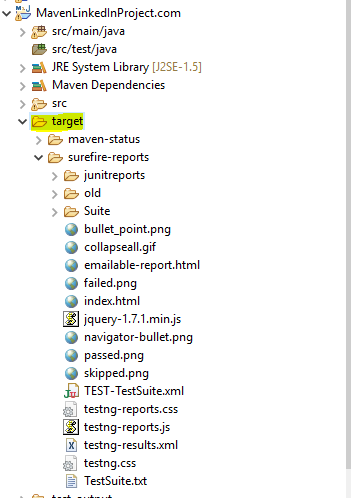 MavenLinkedInProject.com
src/main/java
src/test/java
JRE System Library [J2SE-1.5]
Maven Dependencies
src
target
maven-status
surefire-reports
junitreports
old
Suite
bullet_point.png
collapseall.gif
emailable-report.html
failed.png
index.html
jquery-1.7.1.min.js
navigator-bullet.png
passed.png
skipped.png
TEST-TestSuite.xml
testng-reports.css
testng-reports.js
testng-results.xml
testng.css
TestSuite.txt